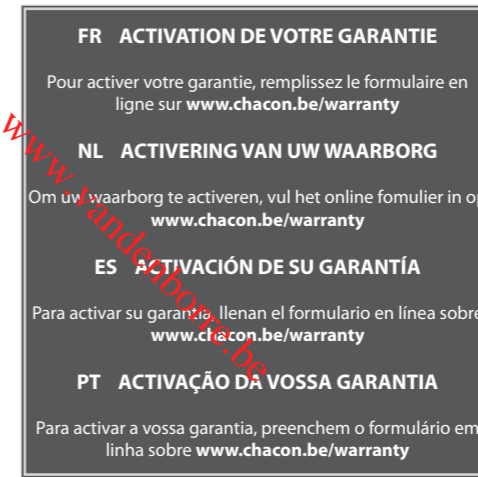 FR ACTIVATION DE VOTRE GARANTIE
Pour activer votre garantie, remplissez le formulaire en
ligne sur www.chacon.be/warranty
NL ACTIVERING VAN UW WAARBORG
Om uw waarborg te activeren, vul het online fomulier in op
www.chacon.be/warranty
ES ACTIVACIÓN DE SU GARANTÍA
Para activar su garantía, llenan el formulario en línea sobre
www.chacon.be/warranty
PT ACTIVAÇÃO DA VOSSA GARANTIA
Para activar a vossa garantia, preenchem o formulário em
linha sobre www.chacon.be/warranty
www.vandenborre.be